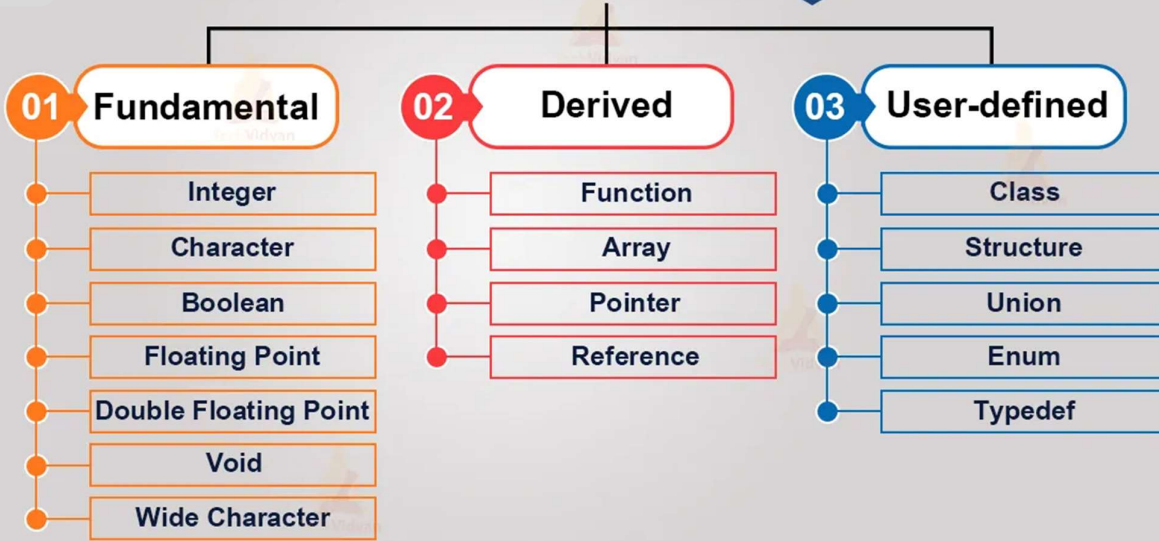 01 Fundamental
Integer
Character
Boolean
Floating Point
Double Floating Point
Void
Wide Character
02 Derived
Function
Array
Pointer
Reference
03 User-defined
Class
Structure
Union
Enum
Typedef